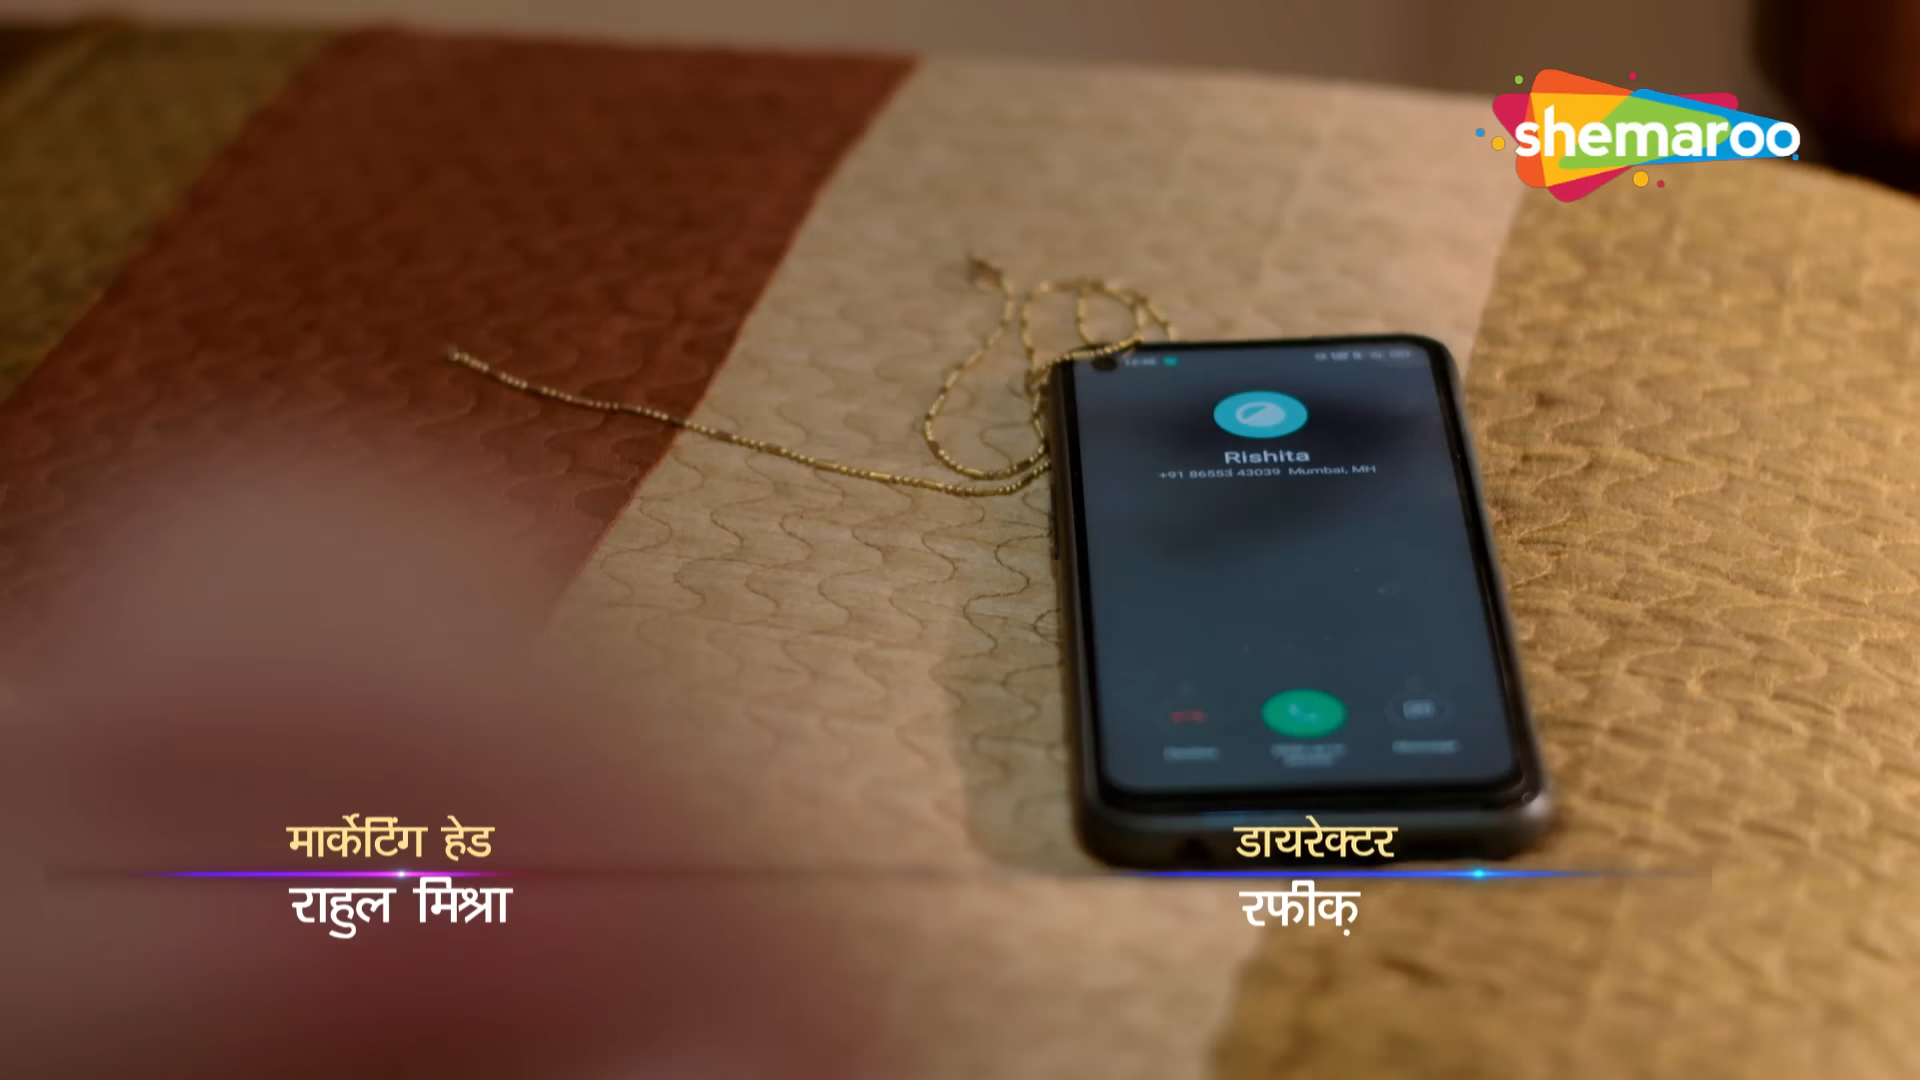 shemaroo
Rishita
+91 86553 43039 Mumbai, MH
मार्केटिंग हेड
राहुल मिश्रा
डायरेक्टर
रफीक़